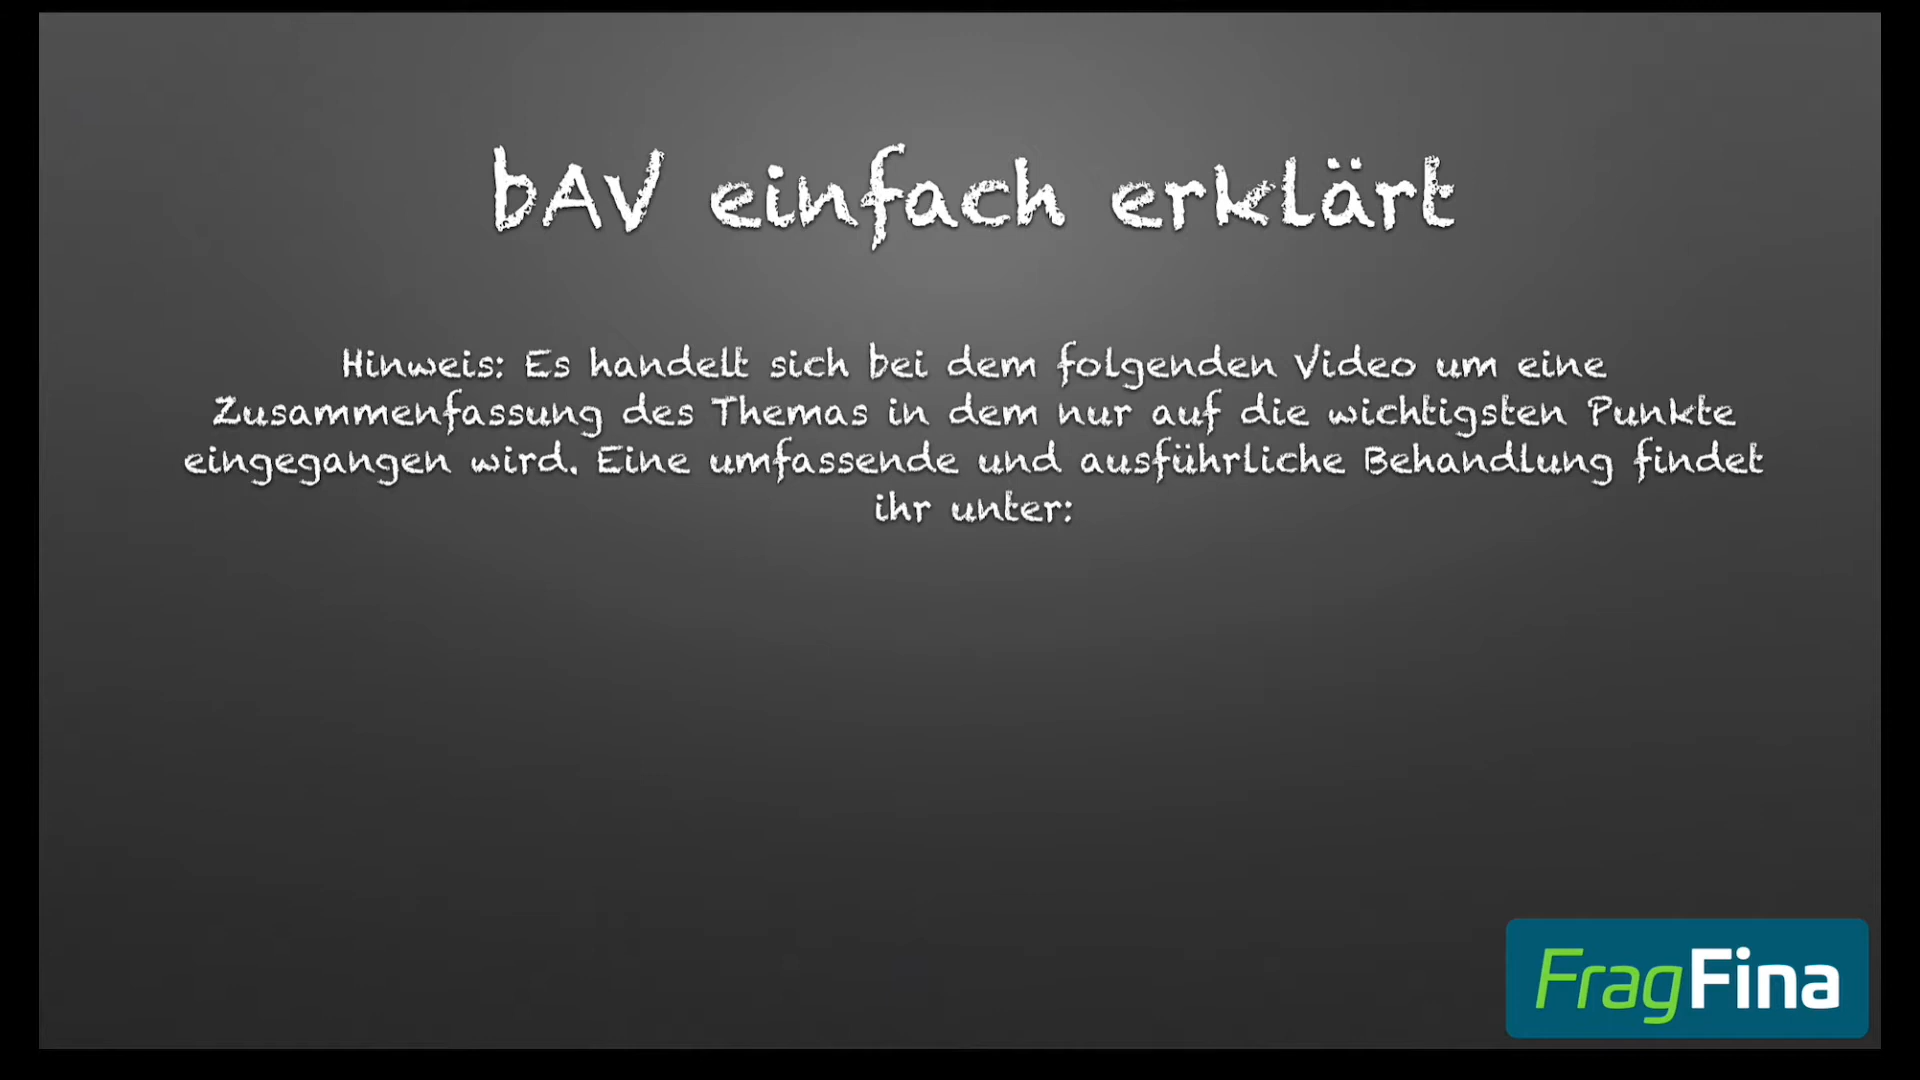 bAV einfach erklärt
Hinweis: Es handelt sich bei dem folgenden Video um eine
Zusammenfassung des Themas in dem nur auf die wichtigsten Punkte
eingegangen wird. Eine umfassende und ausführliche Behandlung findet
ihr unter:
FragFina